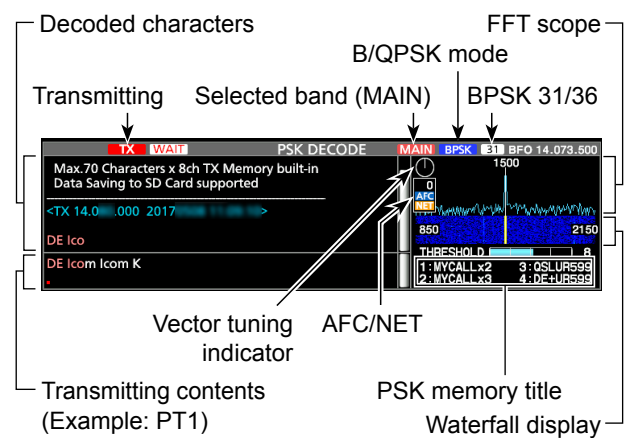 Decoded characters
FFT scope
B/QPSK mode
Transmitting
Selected band (MAIN)
BPSK 31/36
TX WAIT PSK DECODE MAIN BPSK 31 BFO 14.073.500
Max.70 Characters x 8ch TX Memory built-in
Data Saving to SD Card supported
<TX 14.0 .000 2017 >
DE Ico
DE Icom Icom K
1500
0
AFC
NET
850 2150
THRESHOLD 8
1:MYCALLx2 3:QSLUR599
2:MYCALLx3 4:DE+UR599
Vector tuning
indicator
AFC/NET
Transmitting contents
(Example: PT1)
PSK memory title
Waterfall display